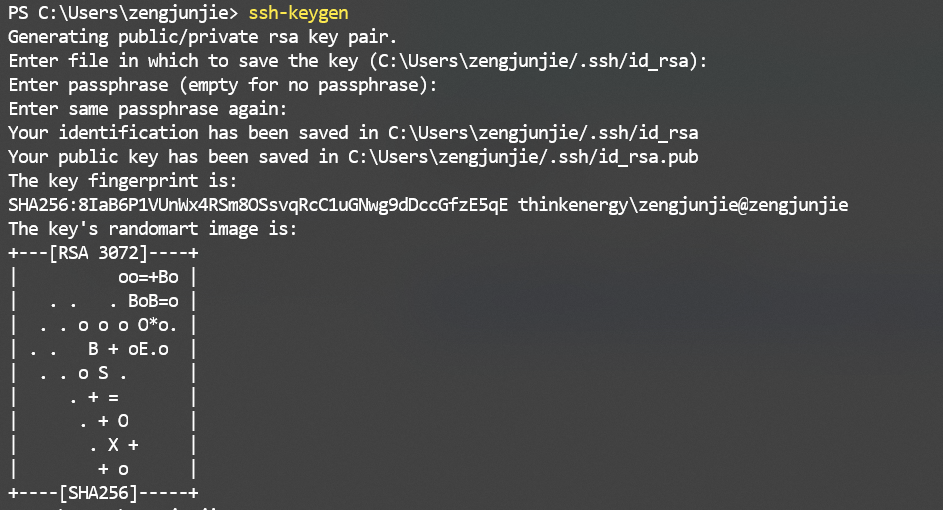 PS C:\Users\zengjunjie> ssh-keygen
Generating public/private rsa key pair.
Enter file in which to save the key (C:\Users\zengjunjie/.ssh/id_rsa):
Enter passphrase (empty for no passphrase):
Enter same passphrase again:
Your identification has been saved in C:\Users\zengjunjie/.ssh/id_rsa
Your public key has been saved in C:\Users\zengjunjie/.ssh/id_rsa.pub
The key fingerprint is:
SHA256:8IaB6P1VUnWx4RSm8OSsvqRcC1uGNwg9dDccGfzE5qE thinkenergy\zengjunjie@zengjunjie
The key's randomart image is:
+---[RSA 3072]----+
|          oo=+Bo |
|   . .   . BoB=o |
|  . . o o o O*o. |
| . .   B + oE.o  |
|  . . o S .      |
|     . + =       |
|      . + O      |
|       . X +     |
|        + o      |
+----[SHA256]-----+